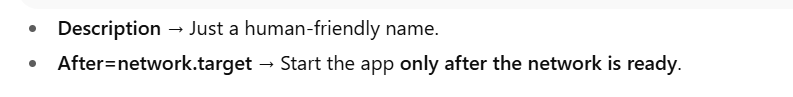 • Description → Just a human-friendly name.
• After=network.target → Start the app only after the network is ready.